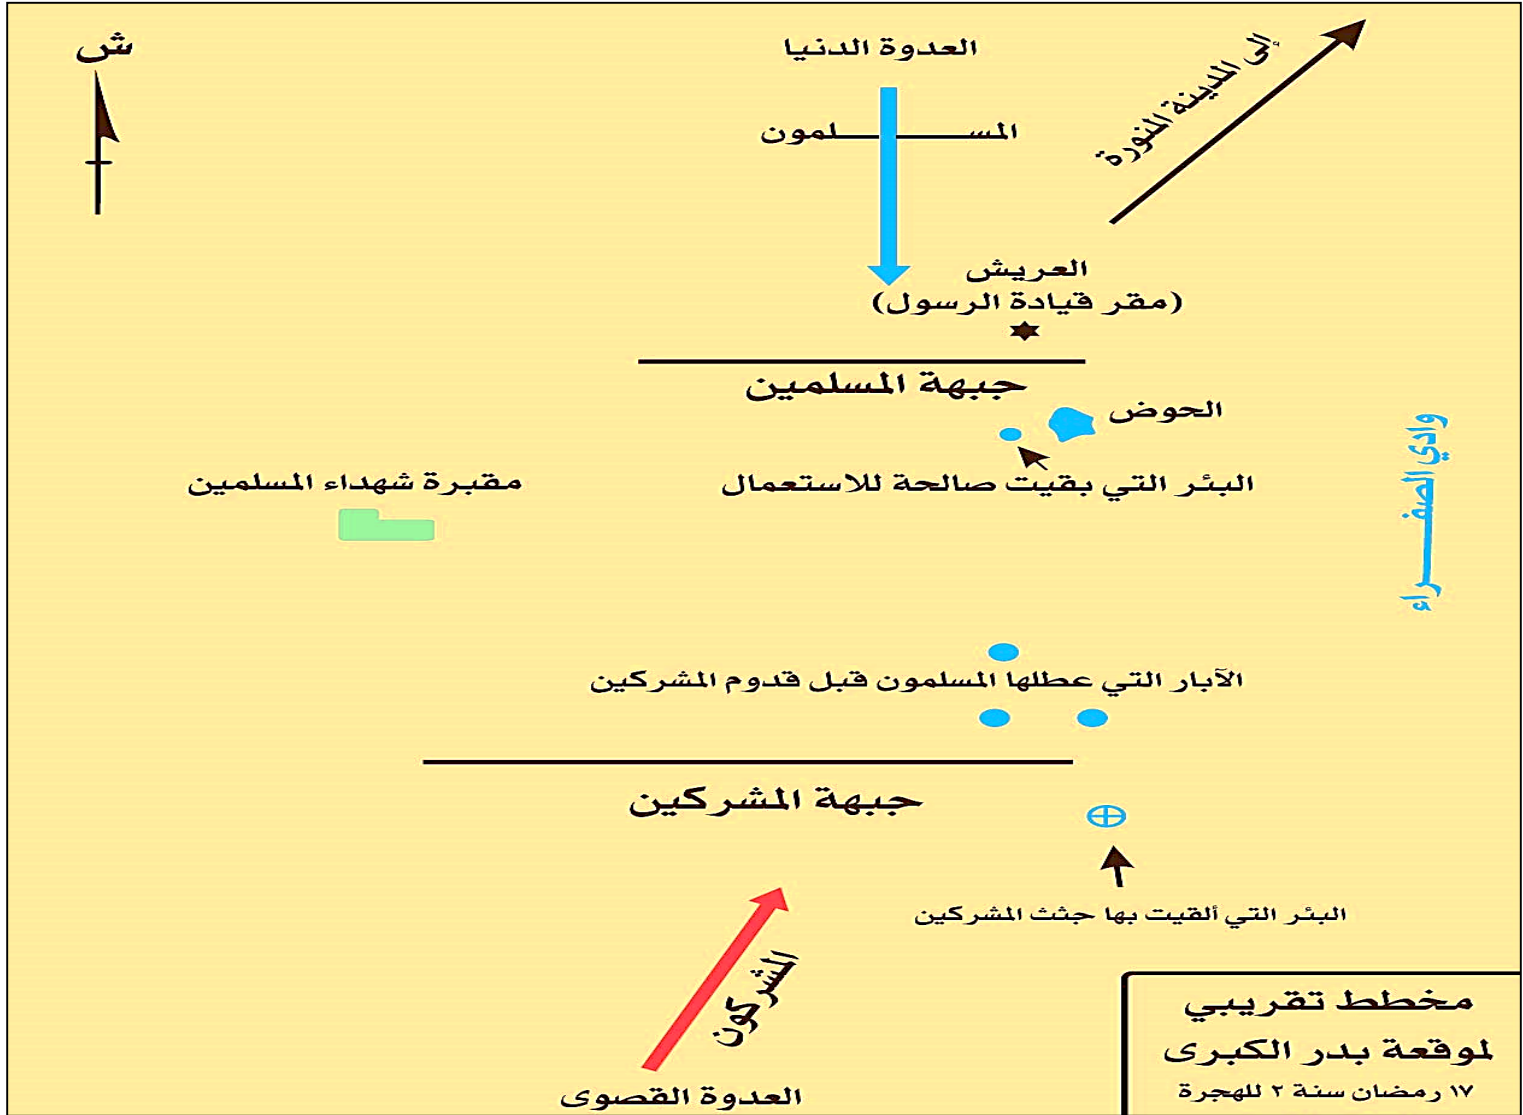 ش
العدوة الدنيا
المســـلمون
إلى المدينة المنورة
العريش
(مقر قيادة الرسول)
جبهة المسلمين
الحوض
البئر التي بقيت صالحة للاستعمال
مقبرة شهداء المسلمين
وادي الصفـــراء
الآبار التي عطلها المسلمون قبل قدوم المشركين
جبهة المشركين
البئر التي ألقيت بها جثث المشركين
المشركون
العدوة القصوى
مخطط تقريبي
لموقعة بدر الكبرى
١٧ رمضان سنة ٢ للهجرة